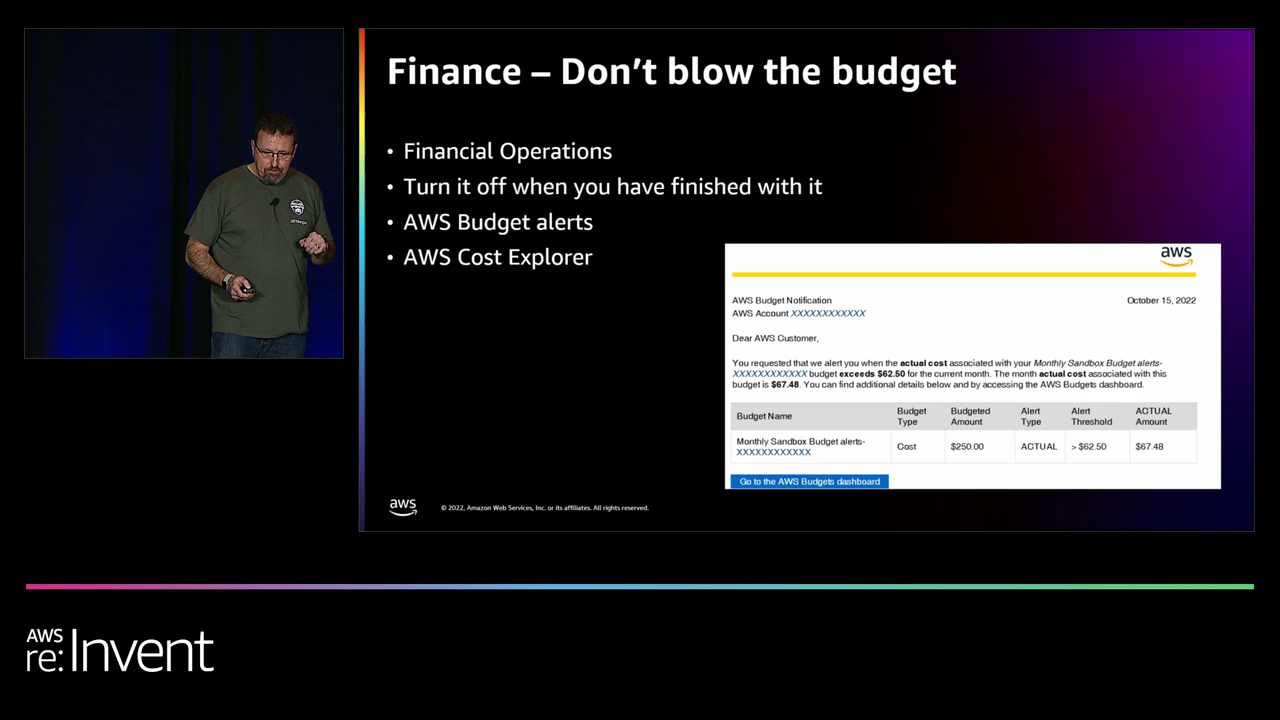 Finance – Don't blow the budget
• Financial Operations
• Turn it off when you have finished with it
• AWS Budget alerts
• AWS Cost Explorer
aws
AWS Budget Notification October 15, 2022
AWS Account XXXXXXXXXXXX
Dear AWS Customer,
You requested that we alert you when the actual cost associated with your Monthly Sandbox Budget alerts-
XXXXXXXXXXXX budget exceeds $62.50 for the current month. The month actual cost associated with this
budget is $67.48. You can find additional details below and by accessing the AWS Budgets dashboard.
Budget Name Budget Type Budgeted Amount Alert Type Alert Threshold ACTUAL Amount
Monthly Sandbox Budget alerts- XXXXXXXXXXXX Cost $250.00 ACTUAL > $62.50 $67.48
Go to the AWS Budgets dashboard
aws © 2022, Amazon Web Services, Inc. or its affiliates. All rights reserved.
AWS
re:Invent